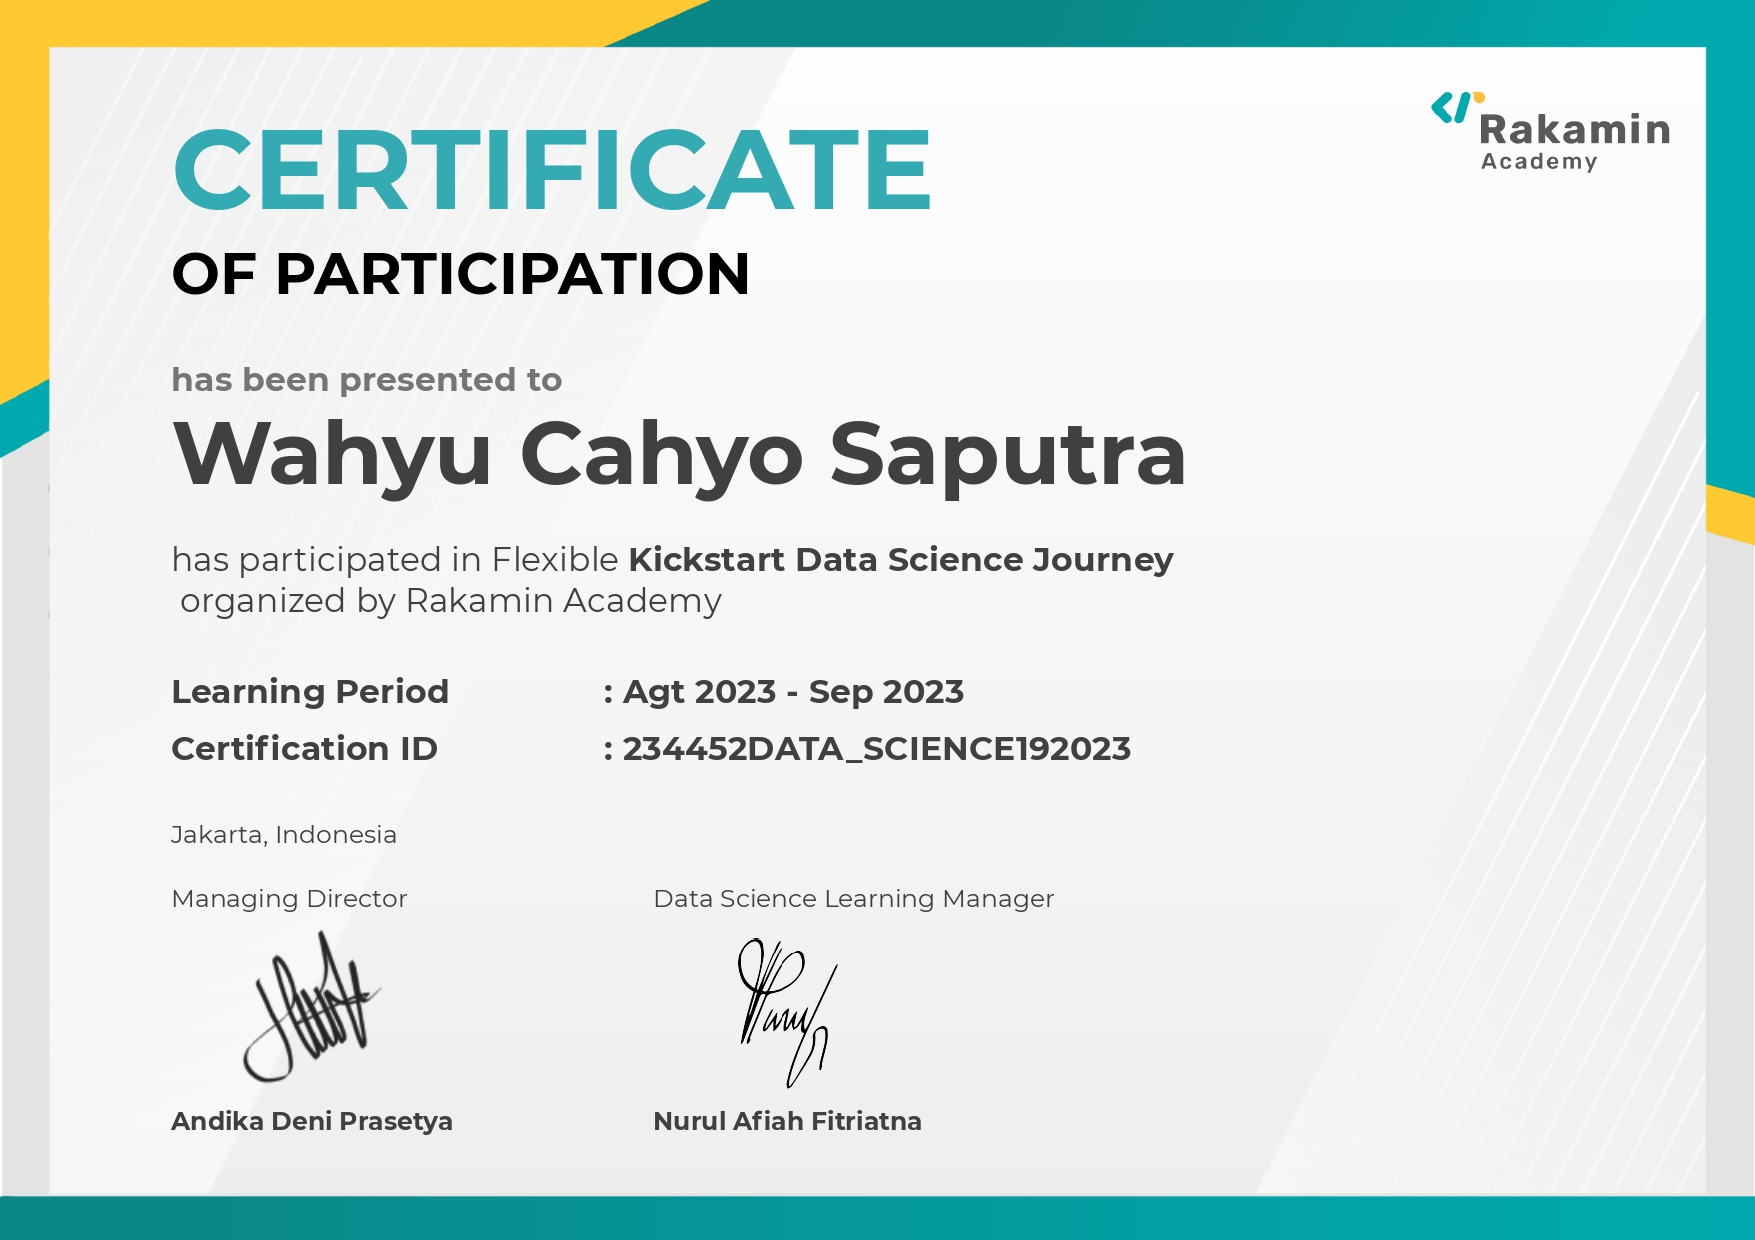 Rakamin
Academy
CERTIFICATE
OF PARTICIPATION
has been presented to
Wahyu Cahyo Saputra
has participated in Flexible Kickstart Data Science Journey
organized by Rakamin Academy
Learning Period : Agt 2023 - Sep 2023
Certification ID : 234452DATA_SCIENCE192023
Jakarta, Indonesia
Managing Director
Data Science Learning Manager
Andika Deni Prasetya
Nurul Afiah Fitriatna